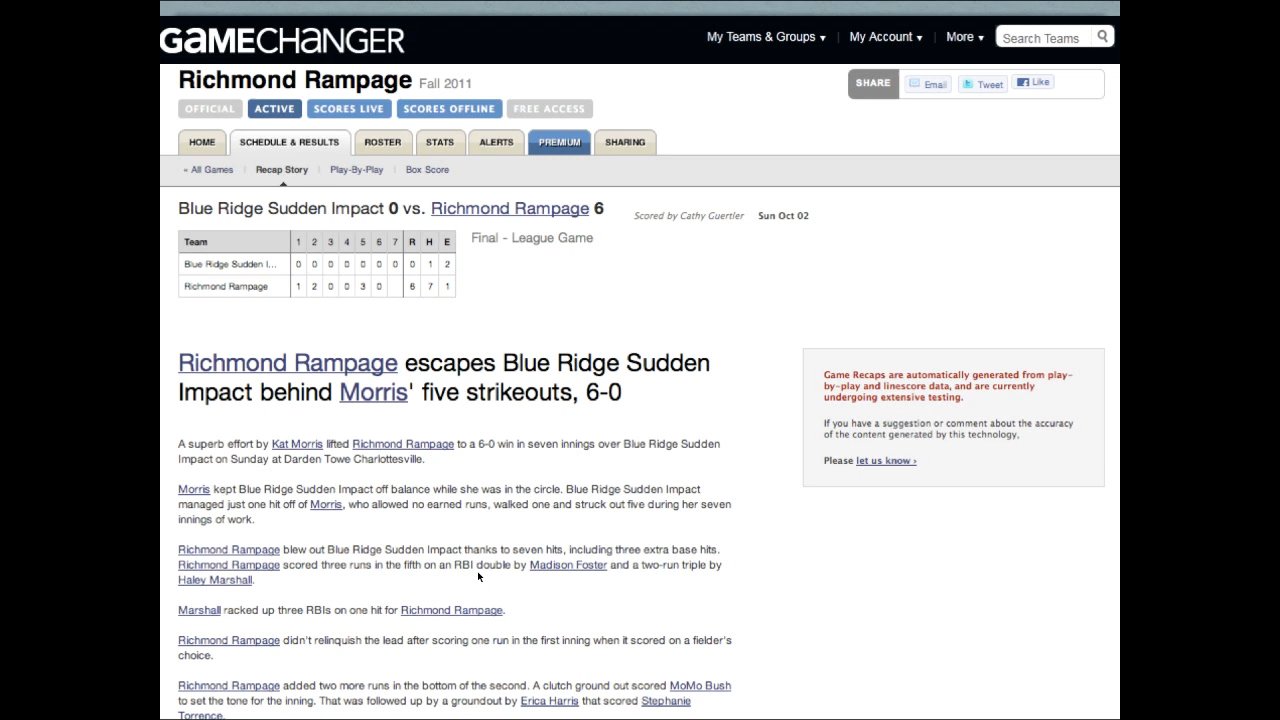 GAMECHANGER
My Teams & Groups ▾ | My Account ▾ | More ▾ Search Teams
Richmond Rampage Fall 2011
SHARE Email Tweet Like
OFFICIAL ACTIVE SCORES LIVE SCORES OFFLINE FREE ACCESS
HOME SCHEDULE & RESULTS ROSTER STATS ALERTS PREMIUM SHARING
« All Games | Recap Story | Play-By-Play | Box Score
Blue Ridge Sudden Impact 0 vs. Richmond Rampage 6
Scored by Cathy Guertler Sun Oct 02
Team 1 2 3 4 5 6 7 R H E
Blue Ridge Sudden I... 0 0 0 0 0 0 0 0 1 2
Richmond Rampage 1 2 0 0 3 0 6 7 1
Final - League Game
Richmond Rampage escapes Blue Ridge Sudden
Impact behind Morris' five strikeouts, 6-0
A superb effort by Kat Morris lifted Richmond Rampage to a 6-0 win in seven innings over Blue Ridge Sudden
Impact on Sunday at Darden Towe Charlottesville.
Morris kept Blue Ridge Sudden Impact off balance while she was in the circle. Blue Ridge Sudden Impact
managed just one hit off of Morris, who allowed no earned runs, walked one and struck out five during her seven
innings of work.
Richmond Rampage blew out Blue Ridge Sudden Impact thanks to seven hits, including three extra base hits.
Richmond Rampage scored three runs in the fifth on an RBI double by Madison Foster and a two-run triple by
Haley Marshall.
Marshall racked up three RBIs on one hit for Richmond Rampage.
Richmond Rampage didn't relinquish the lead after scoring one run in the first inning when it scored on a fielder's
choice.
Richmond Rampage added two more runs in the bottom of the second. A clutch ground out scored MoMo Bush
to set the tone for the inning. That was followed up by a groundout by Erica Harris that scored Stephanie
Torrence.
Game Recaps are automatically generated from play-
by-play and linescore data, and are currently
undergoing extensive testing.
If you have a suggestion or comment about the accuracy
of the content generated by this technology,
Please let us know ›